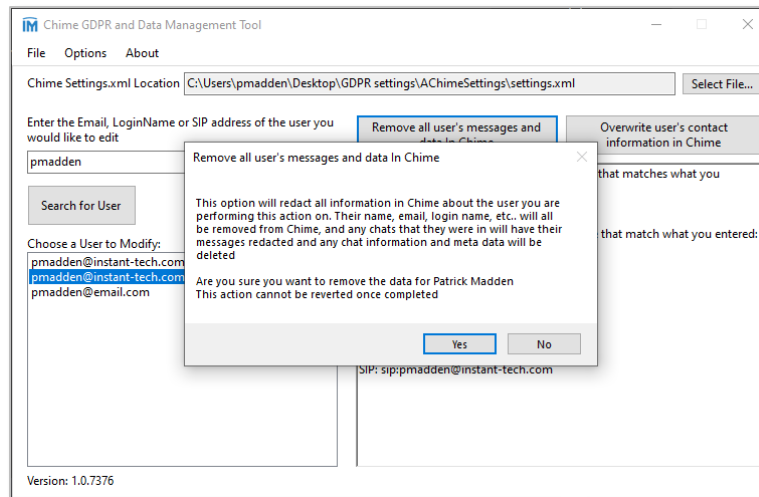 IM Chime GDPR and Data Management Tool
File Options About
Chime Settings.xml Location C:\Users\pmadden\Desktop\GDPR settings\AChimeSettings\settings.xml Select File...
Enter the Email, LoginName or SIP address of the user you
would like to edit
pmadden
Search for User
Choose a User to Modify:
pmadden@instant-tech.com
pmadden@instant-tech.com
pmadden@email.com
Remove all user's messages and
data In Chime
Overwrite user's contact
information in Chime
that matches what you
that match what you entered:
SIP: sip:pmadden@instant-tech.com
Remove all user's messages and data In Chime
This option will redact all information in Chime about the user you are
performing this action on. Their name, email, login name, etc.. will all
be removed from Chime, and any chats that they were in will have their
messages redacted and any chat information and meta data will be
deleted
Are you sure you want to remove the data for Patrick Madden
This action cannot be reverted once completed
Yes No
Version: 1.0.7376